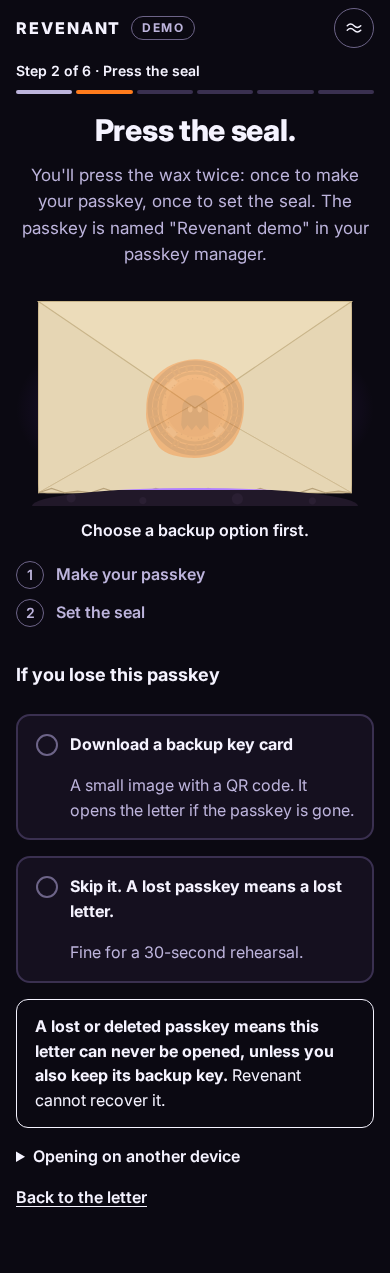 REVENANT DEMO
Step 2 of 6 · Press the seal
Press the seal.
You'll press the wax twice: once to make
your passkey, once to set the seal. The
passkey is named "Revenant demo" in your
passkey manager.
Choose a backup option first.
1 Make your passkey
2 Set the seal
If you lose this passkey
Download a backup key card
A small image with a QR code. It
opens the letter if the passkey is gone.
Skip it. A lost passkey means a lost
letter.
Fine for a 30-second rehearsal.
A lost or deleted passkey means this
letter can never be opened, unless you
also keep its backup key. Revenant
cannot recover it.
Opening on another device
Back to the letter